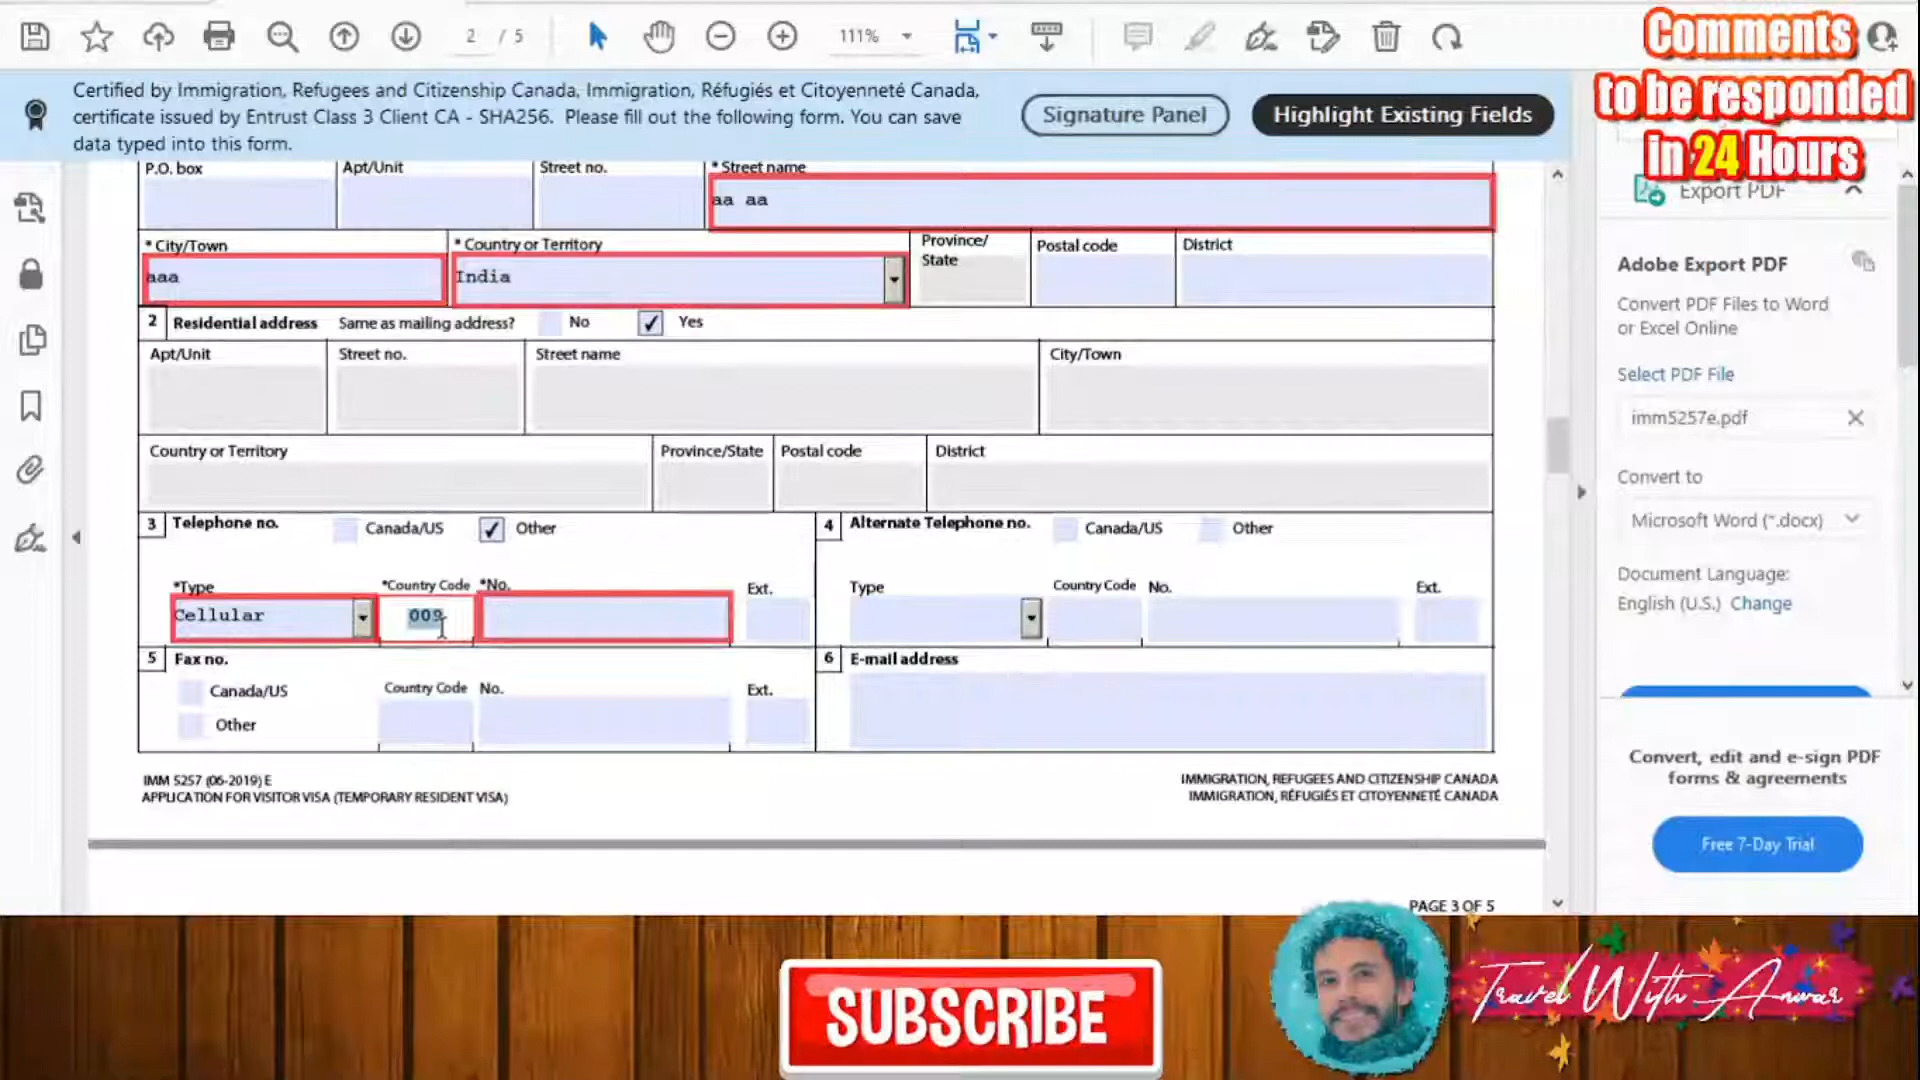 2 / 5
111%
Comments
to be responded
in 24 Hours
Certified by Immigration, Refugees and Citizenship Canada, Immigration, Réfugiés et Citoyenneté Canada,
certificate issued by Entrust Class 3 Client CA - SHA256. Please fill out the following form. You can save
data typed into this form.
Signature Panel
Highlight Existing Fields
P.O. box
Apt/Unit
Street no.
* Street name
aa aa
* City/Town
* Country or Territory
Province/
State
Postal code
District
aaa
India
2 Residential address Same as mailing address? No Yes
Apt/Unit
Street no.
Street name
City/Town
Country or Territory
Province/State
Postal code
District
3 Telephone no. Canada/US Other
4 Alternate Telephone no. Canada/US Other
*Type
*Country Code
*No.
Ext.
Cellular
009
Type
Country Code
No.
Ext.
5 Fax no.
Canada/US
Other
Country Code
No.
Ext.
6 E-mail address
IMM 5257 (06-2019) E
APPLICATION FOR VISITOR VISA (TEMPORARY RESIDENT VISA)
IMMIGRATION, REFUGEES AND CITIZENSHIP CANADA
IMMIGRATION, RÉFUGIÉS ET CITOYENNETÉ CANADA
PAGE 3 OF 5
Export PDF
Adobe Export PDF
Convert PDF Files to Word
or Excel Online
Select PDF File
imm5257e.pdf
Convert to
Microsoft Word (*.docx)
Document Language:
English (U.S.) Change
Convert, edit and e-sign PDF
forms & agreements
Free 7-Day Trial
SUBSCRIBE
Travel With Anwar